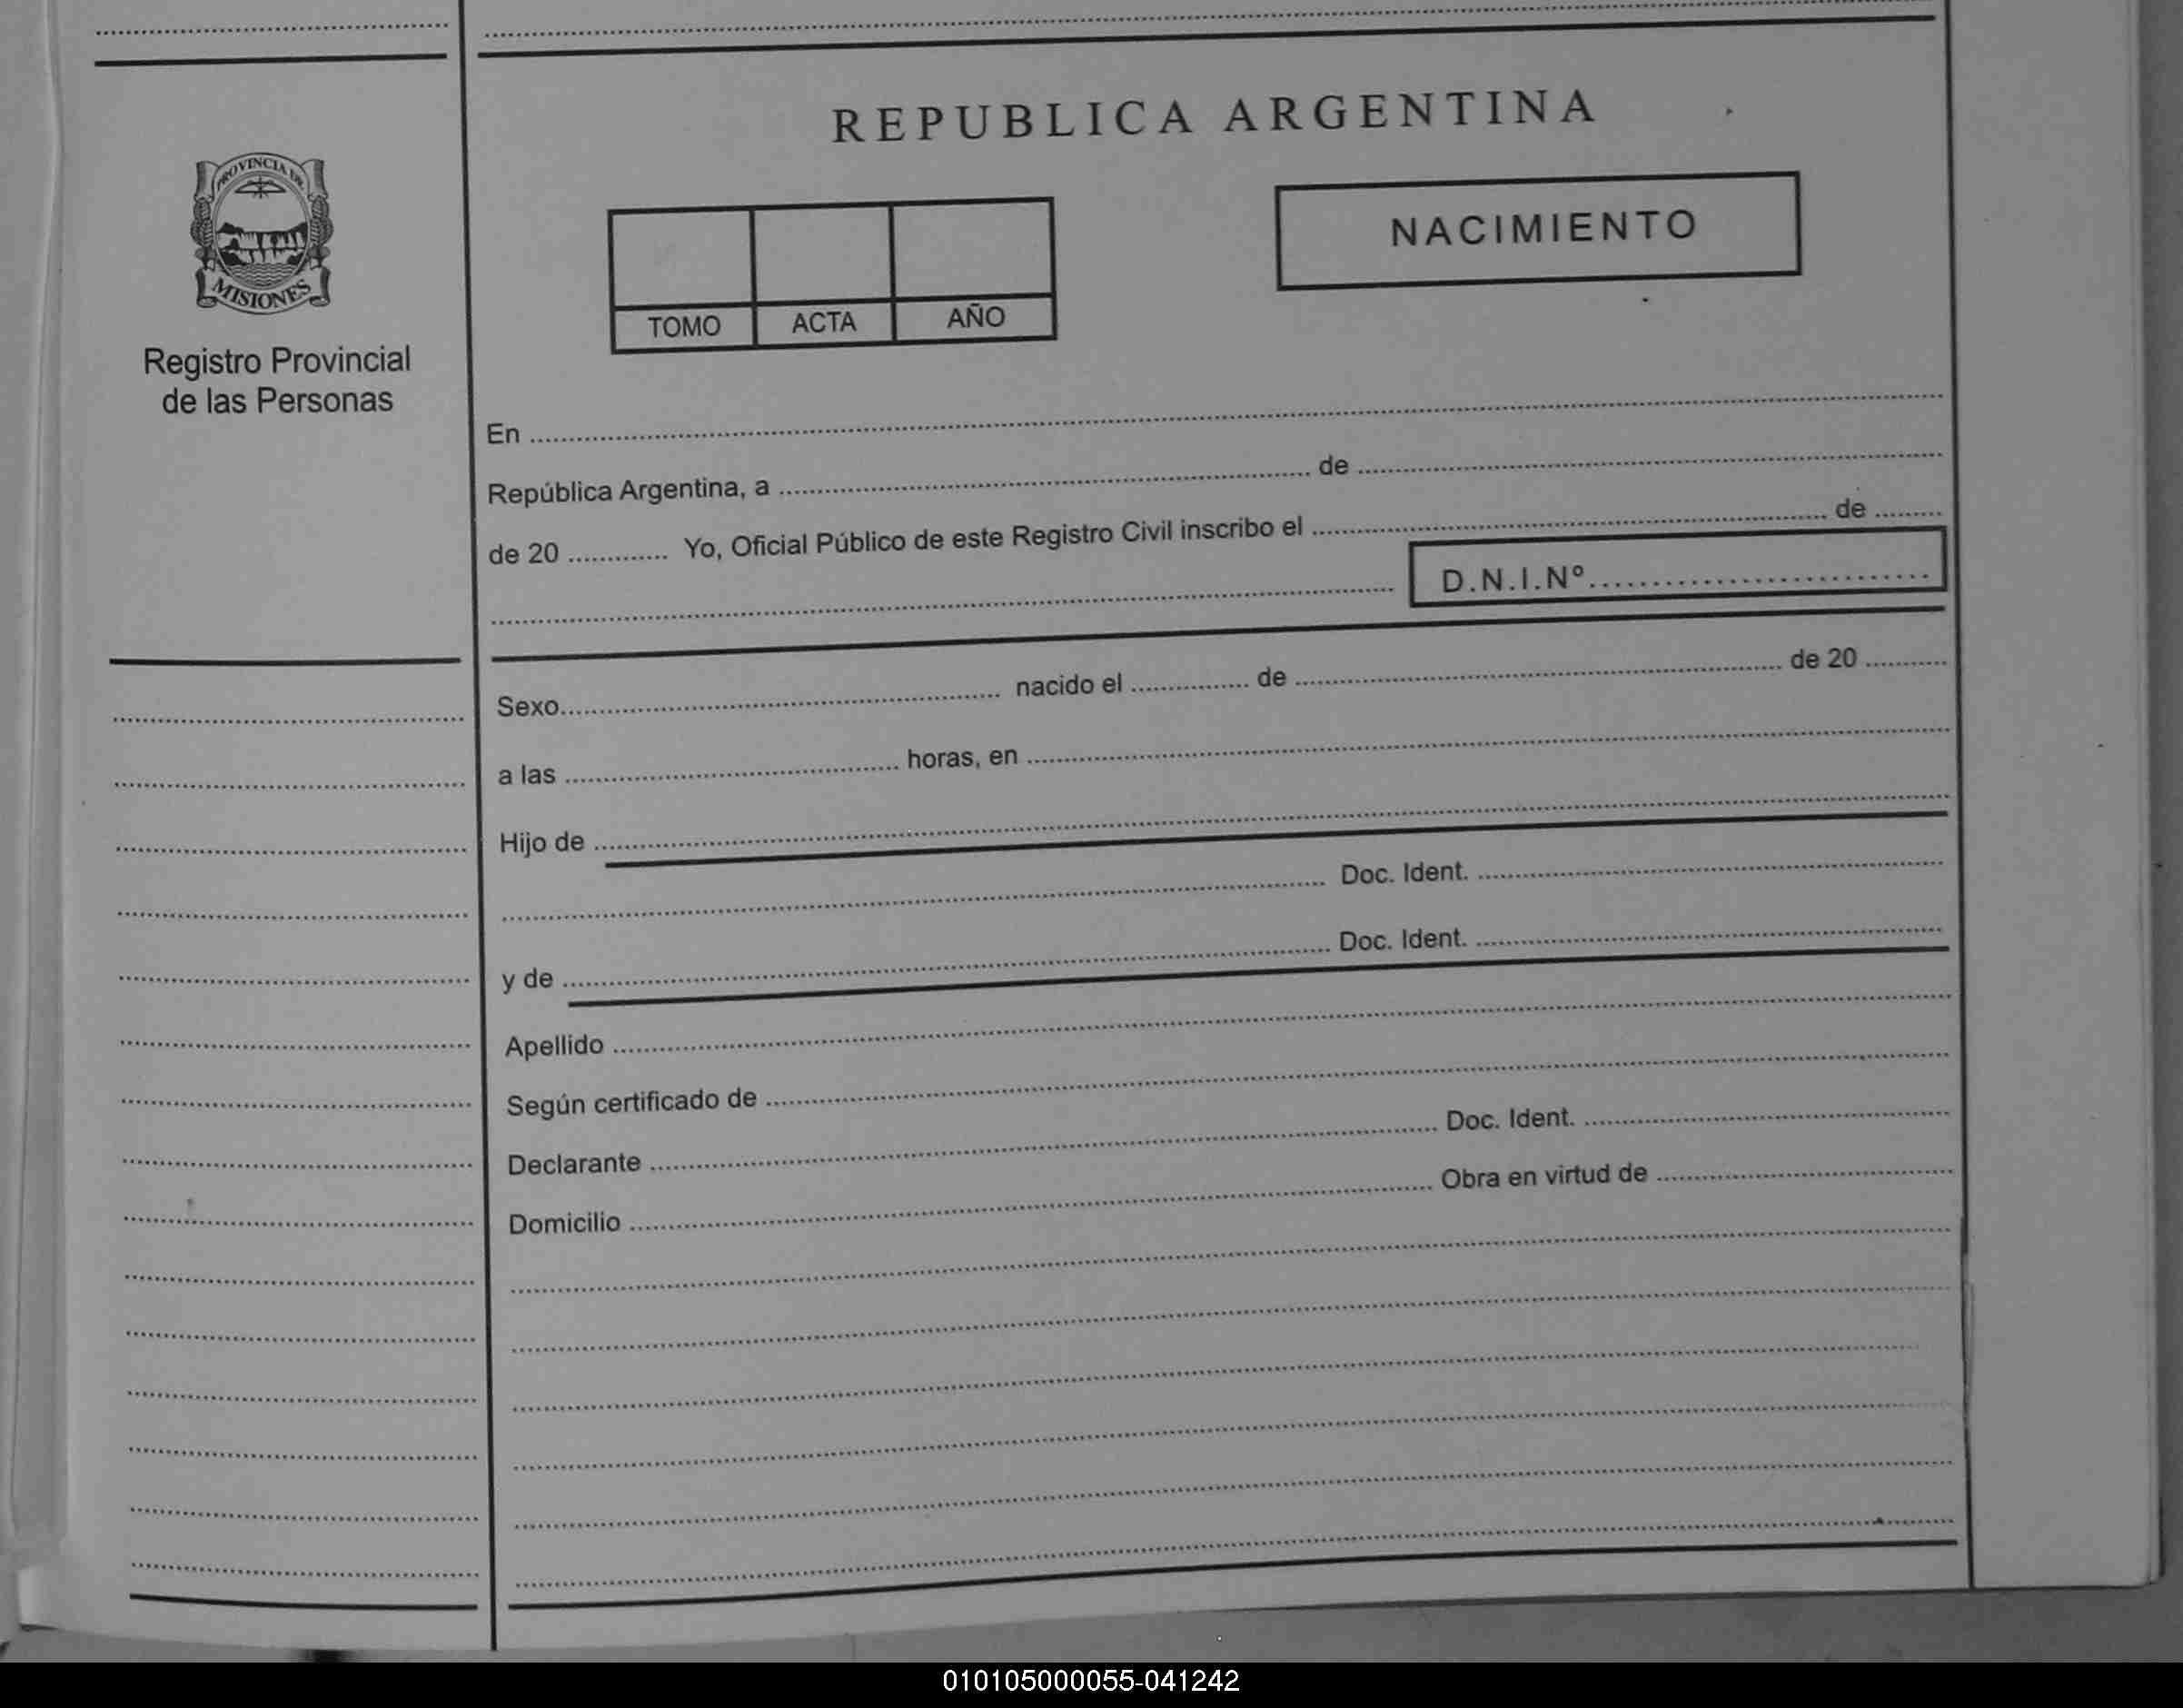 REPUBLICA ARGENTINA
PROVINCIA DE
MISIONES
Registro Provincial
de las Personas
NACIMIENTO
TOMO ACTA AÑO
En ..........
República Argentina, a .......... de ..........
de 20 .......... Yo, Oficial Público de este Registro Civil inscribo el .......... de ..........
.......... D.N.I.Nº..........
Sexo.......... nacido el .......... de .......... de 20 ..........
a las .......... horas, en ..........
Hijo de ..........
.......... Doc. Ident. ..........
y de .......... Doc. Ident. ..........
Apellido ..........
Según certificado de ..........
Declarante .......... Doc. Ident. ..........
Domicilio .......... Obra en virtud de ..........
010105000055-041242